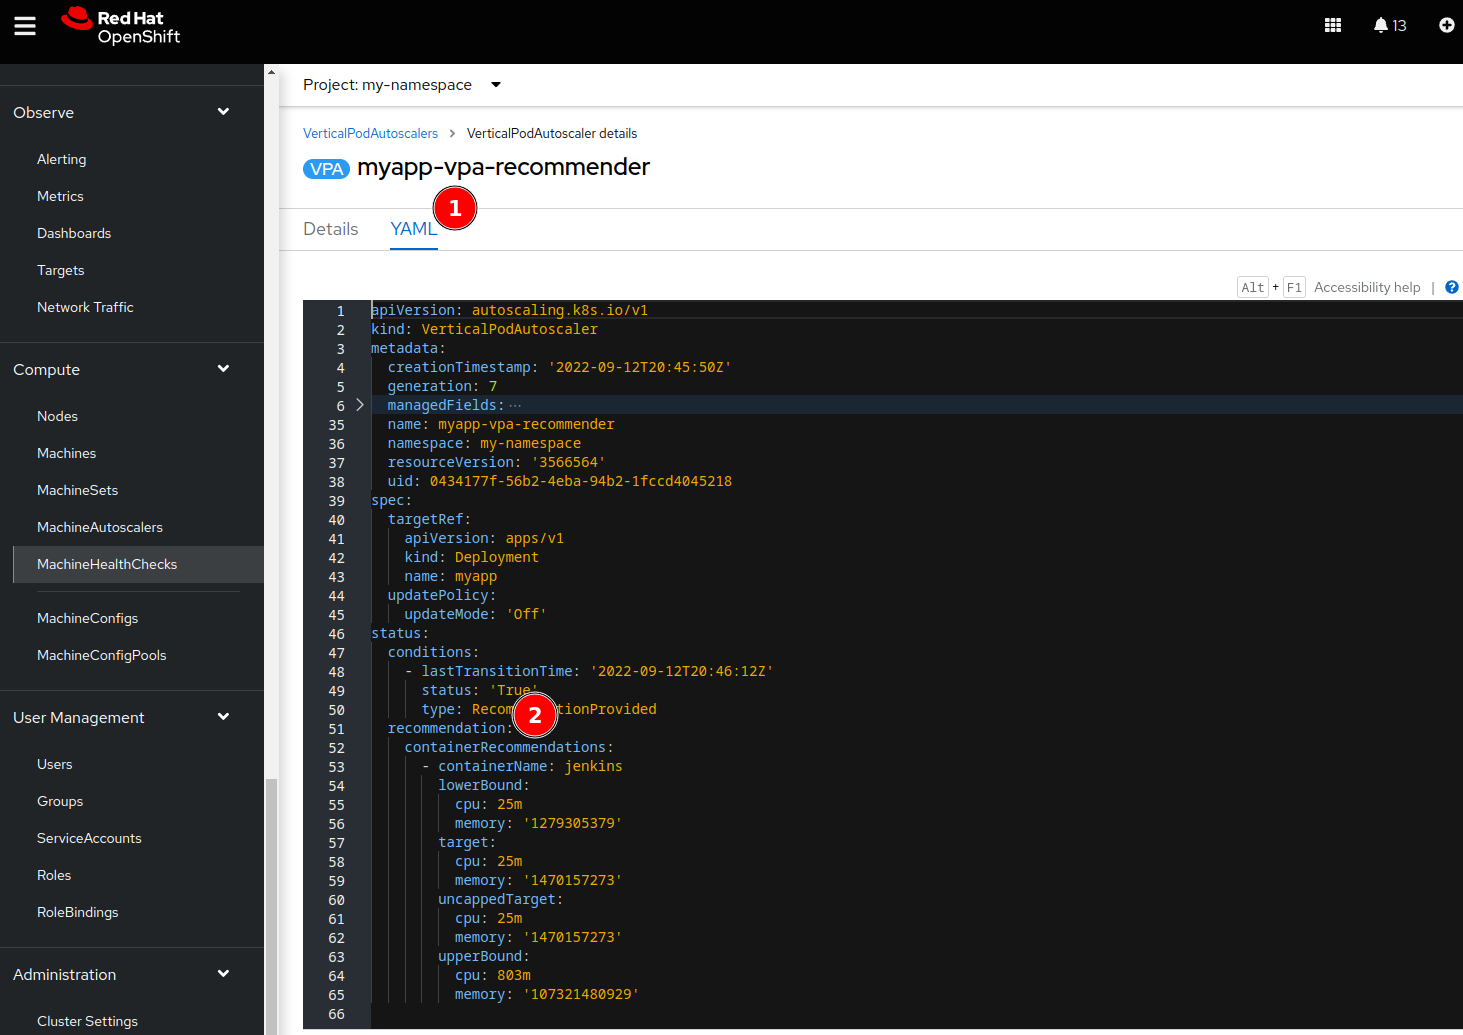 Red Hat
OpenShift
13
Observe
Alerting
Metrics
Dashboards
Targets
Network Traffic
Compute
Nodes
Machines
MachineSets
MachineAutoscalers
MachineHealthChecks
MachineConfigs
MachineConfigPools
User Management
Users
Groups
ServiceAccounts
Roles
RoleBindings
Administration
Cluster Settings
Project: my-namespace
VerticalPodAutoscalers > VerticalPodAutoscaler details
VPA myapp-vpa-recommender
1
Details YAML
Alt + F1 Accessibility help | ?
1 apiVersion: autoscaling.k8s.io/v1
2 kind: VerticalPodAutoscaler
3 metadata:
4 creationTimestamp: '2022-09-12T20:45:50Z'
5 generation: 7
6 managedFields: ...
35 name: myapp-vpa-recommender
36 namespace: my-namespace
37 resourceVersion: '3566564'
38 uid: 0434177f-56b2-4eba-94b2-1fccd4045218
39 spec:
40 targetRef:
41 apiVersion: apps/v1
42 kind: Deployment
43 name: myapp
44 updatePolicy:
45 updateMode: 'Off'
46 status:
47 conditions:
48 - lastTransitionTime: '2022-09-12T20:46:12Z'
49 status: 'True'
50 type: Recom tionProvided
2
51 recommendation:
52 containerRecommendations:
53 - containerName: jenkins
54 lowerBound:
55 cpu: 25m
56 memory: '1279305379'
57 target:
58 cpu: 25m
59 memory: '1470157273'
60 uncappedTarget:
61 cpu: 25m
62 memory: '1470157273'
63 upperBound:
64 cpu: 803m
65 memory: '107321480929'
66